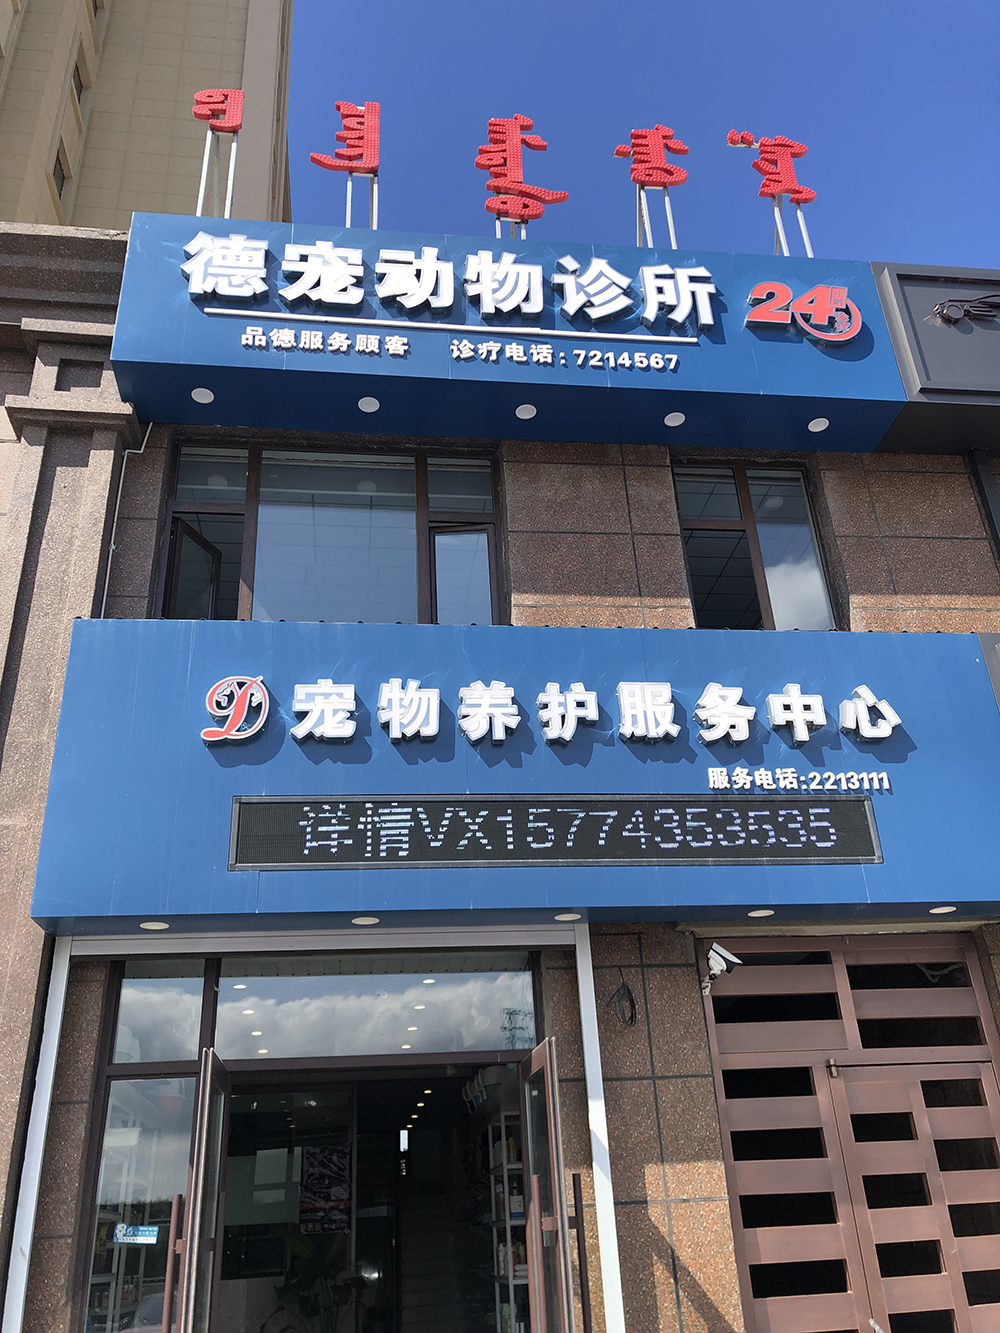 德宠动物诊所 24
品德服务顾客 诊疗电话:7214567
D 宠物养护服务中心
服务电话:2213111
详情VX15774353535